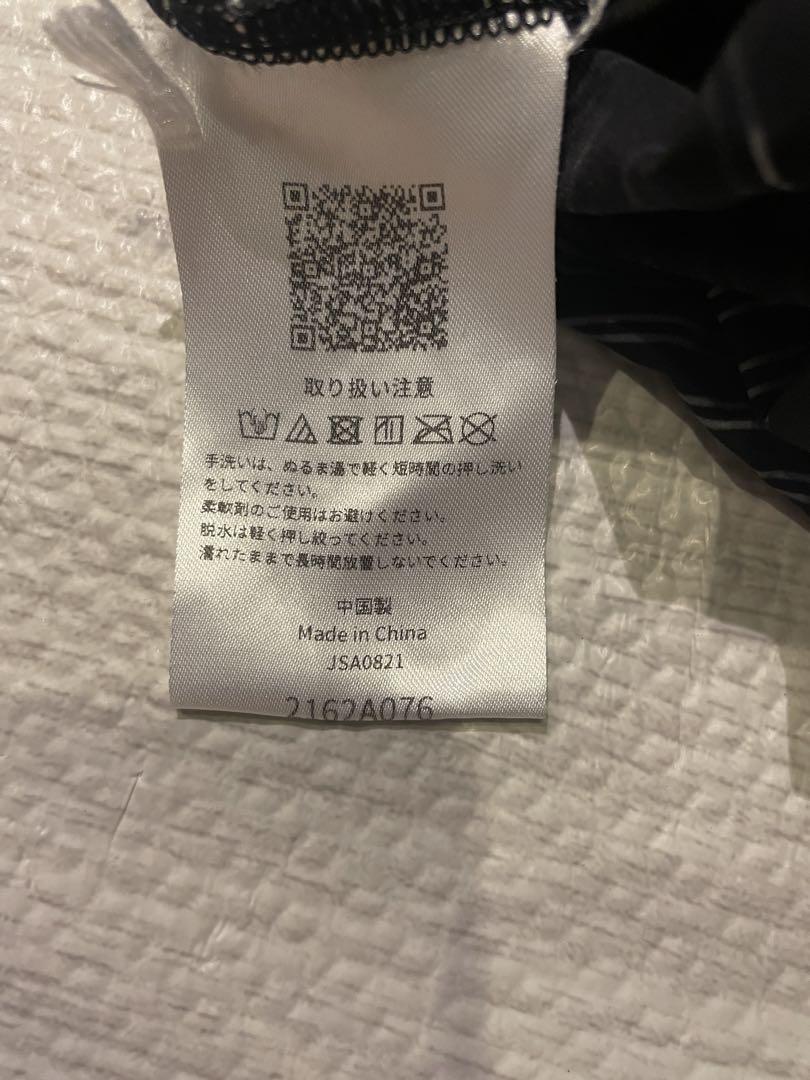 取り扱い注意
手洗いは、ぬるま湯で軽く短時間の押し洗い
をしてください。
柔軟剤のご使用はお避けください。
脱水は軽く押し絞ってください。
濡れたままで長時間放置しないでください。
中国製
Made in China
JSA0821
2162A076